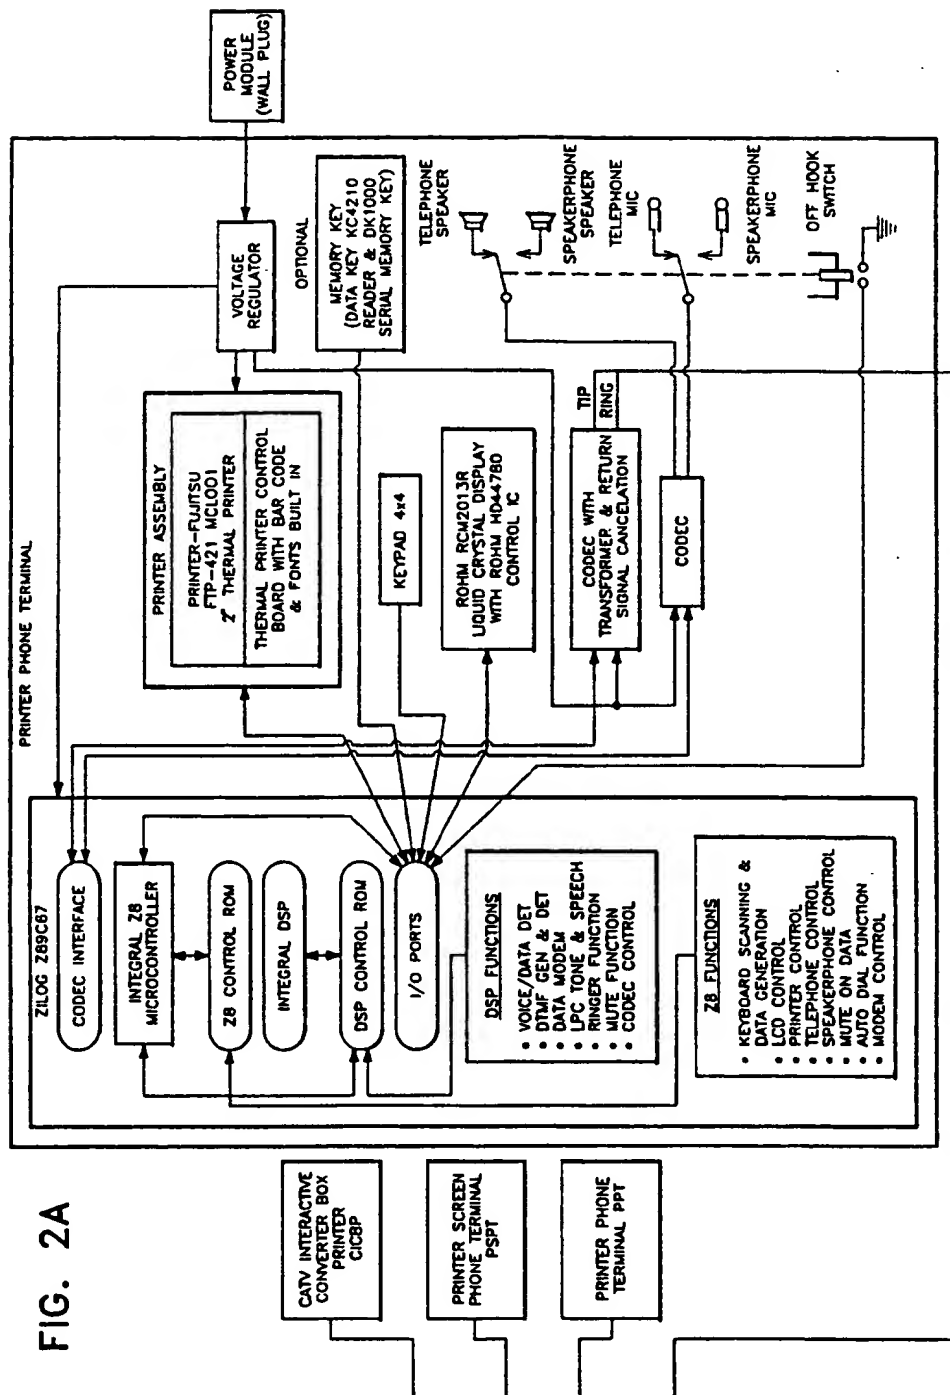 FIG. 2A
PRINTER PHONE TERMINAL
POWER
MODULE
(WALL PLUG)
VOLTAGE
REGULATOR
OPTIONAL
MEMORY KEY
(DATA KEY KC4210
READER & DK1000
SERIAL MEMORY KEY)
PRINTER ASSEMBLY
PRINTER-FUJITSU
FTP-421 MCL001
2" THERMAL PRINTER
THERMAL PRINTER CONTROL
BOARD WITH BAR CODE
& FONTS BUILT IN
KEYPAD 4x4
ROHM RCM2013R
LIQUID CRYSTAL DISPLAY
WITH ROHM HD44780
CONTROL IC
CODEC WITH
TRANSFORMER & RETURN
SIGNAL CANCELATION
TIP
RING
CODEC
TELEPHONE
SPEAKER
SPEAKERPHONE
SPEAKER
TELEPHONE
MIC
SPEAKERPHONE
MIC
OFF HOOK
SWITCH
ZILOG Z89C67
CODEC INTERFACE
INTEGRAL Z8
MICROCONTROLLER
Z8 CONTROL ROM
INTEGRAL DSP
DSP CONTROL ROM
I/O PORTS
DSP FUNCTIONS
• VOICE/DATA DET
• DTMF GEN & DET
• DATA MODEM
• LPC TONE & SPEECH
• RINGER FUNCTION
• MUTE FUNCTION
• CODEC CONTROL
Z8 FUNCTIONS
• KEYBOARD SCANNING &
DATA GENERATION
• LCD CONTROL
• PRINTER CONTROL
• TELEPHONE CONTROL
• SPEAKERPHONE CONTROL
• MUTE ON DATA
• AUTO DIAL FUNCTION
• MODEM CONTROL
CATV INTERACTIVE
CONVERTER BOX
PRINTER
CICBP
PRINTER SCREEN
PHONE TERMINAL
PSPT
PRINTER PHONE
TERMINAL PPT